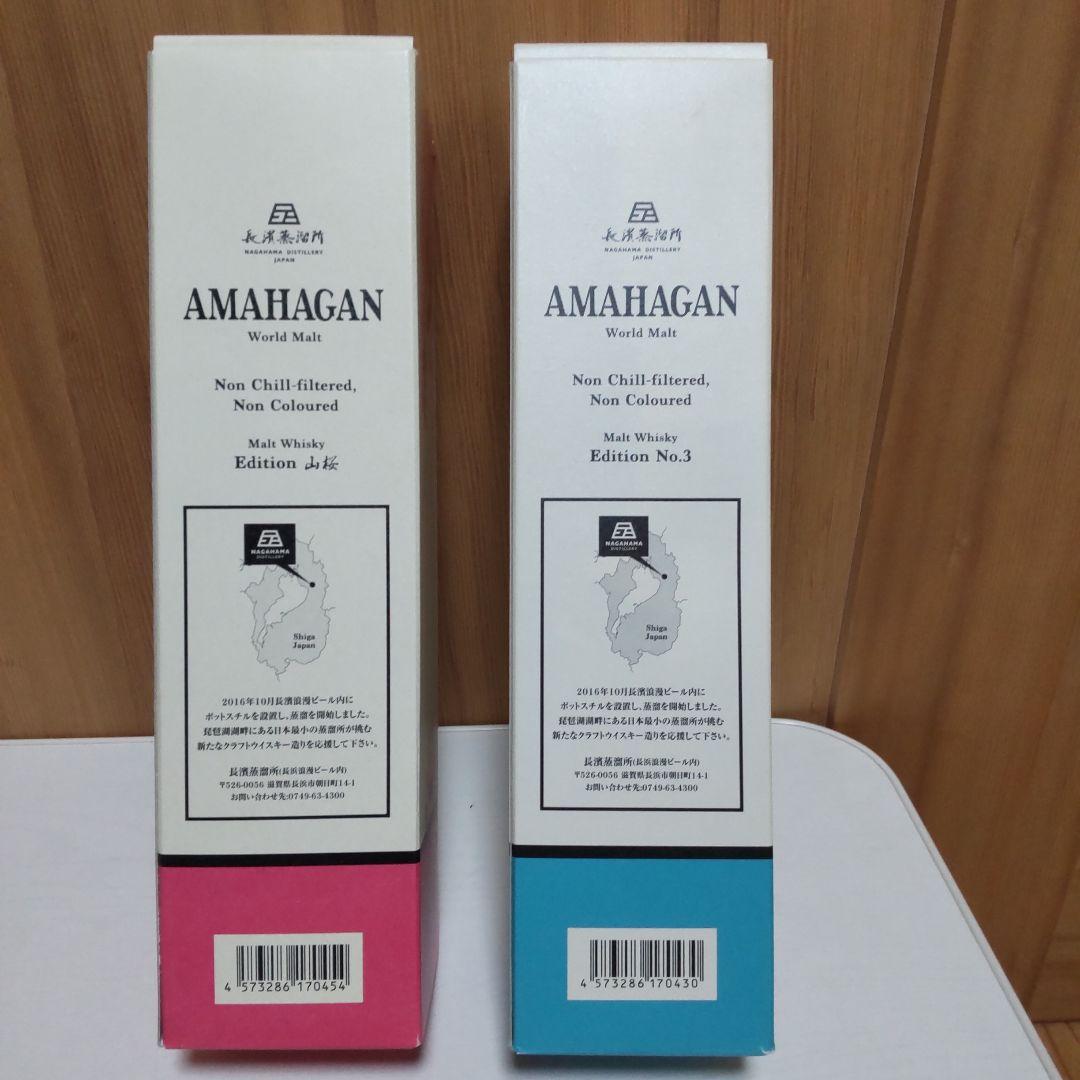 長濱蒸溜所
NAGAHAMA DISTILLERY
JAPAN
AMAHAGAN
World Malt
Non Chill-filtered,
Non Coloured
Malt Whisky
Edition 山桜
NAGAHAMA
DISTILLERY
Shiga
Japan
2016年10月長濱浪漫ビール内に
ポットスチルを設置し、蒸溜を開始しました。
琵琶湖湖畔にある日本最小の蒸溜所が挑む
新たなクラフトウイスキー造りを応援して下さい。
長濱蒸溜所(長浜浪漫ビール内)
〒526-0056 滋賀県長浜市朝日町14-1
お問い合わせ先:0749-63-4300
4 573286 170454
長濱蒸溜所
NAGAHAMA DISTILLERY
JAPAN
AMAHAGAN
World Malt
Non Chill-filtered,
Non Coloured
Malt Whisky
Edition No.3
NAGAHAMA
DISTILLERY
Shiga
Japan
2016年10月長濱浪漫ビール内に
ポットスチルを設置し、蒸溜を開始しました。
琵琶湖湖畔にある日本最小の蒸溜所が挑む
新たなクラフトウイスキー造りを応援して下さい。
長濱蒸溜所(長浜浪漫ビール内)
〒526-0056 滋賀県長浜市朝日町14-1
お問い合わせ先:0749-63-4300
4 573286 170430